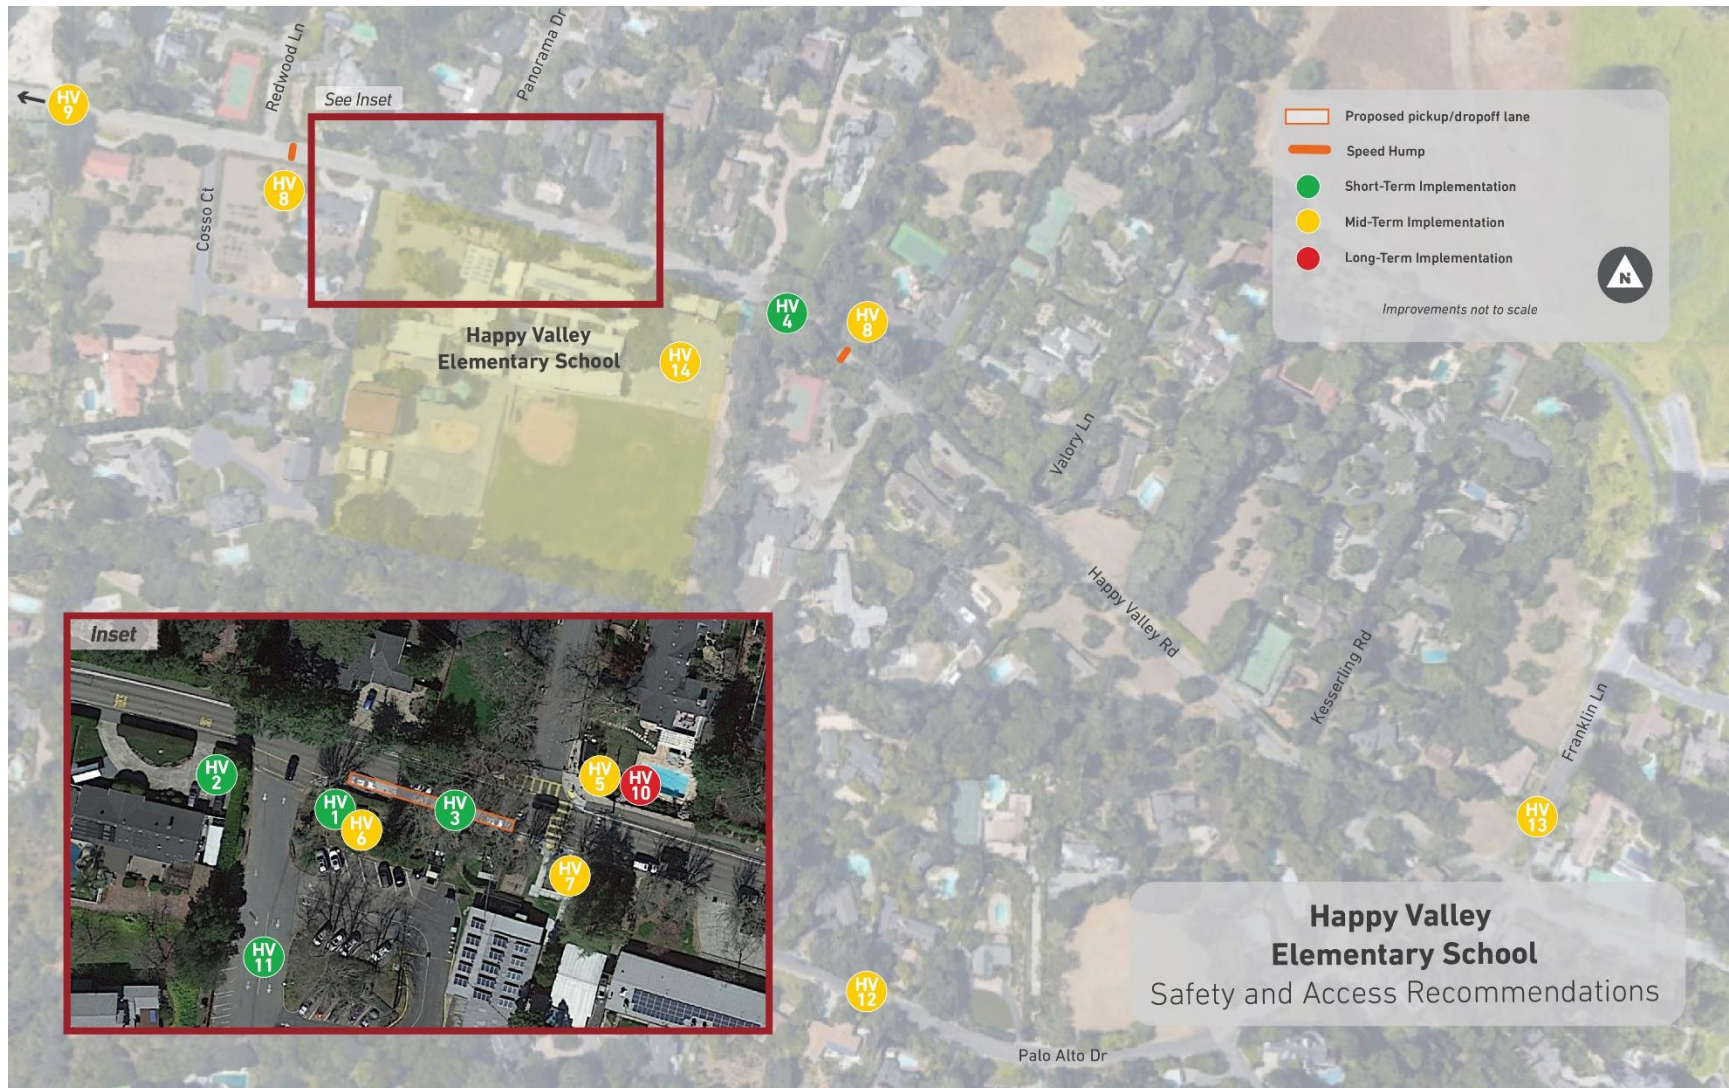 Redwood Ln
Panorama Dr
See Inset
HV
9
HV
8
Cosso Ct
Proposed pickup/dropoff lane
Speed Hump
Short-Term Implementation
Mid-Term Implementation
Long-Term Implementation
N
Improvements not to scale
HV
4
HV
8
Happy Valley
Elementary School
HV
14
Valory Ln
Happy Valley Rd
Kesserling Rd
Franklin Ln
HV
13
Inset
HV
2
HV
1
HV
6
HV
3
HV
5
HV
10
HV
7
HV
11
HV
12
Palo Alto Dr
Happy Valley
Elementary School
Safety and Access Recommendations